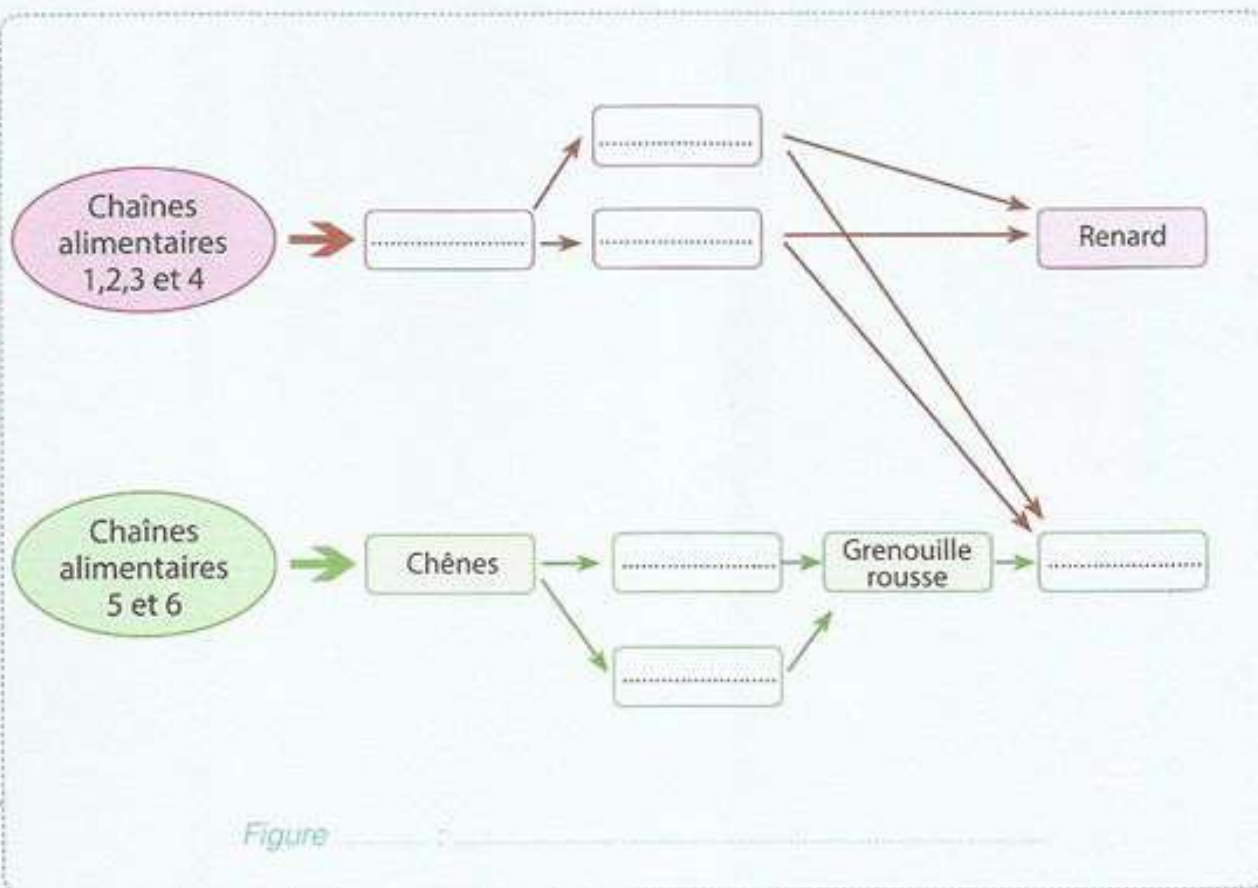 Chaînes
alimentaires
1,2,3 et 4
Renard
Chaînes
alimentaires
5 et 6
Chênes
Grenouille
rousse
Figure ........ : ........................................